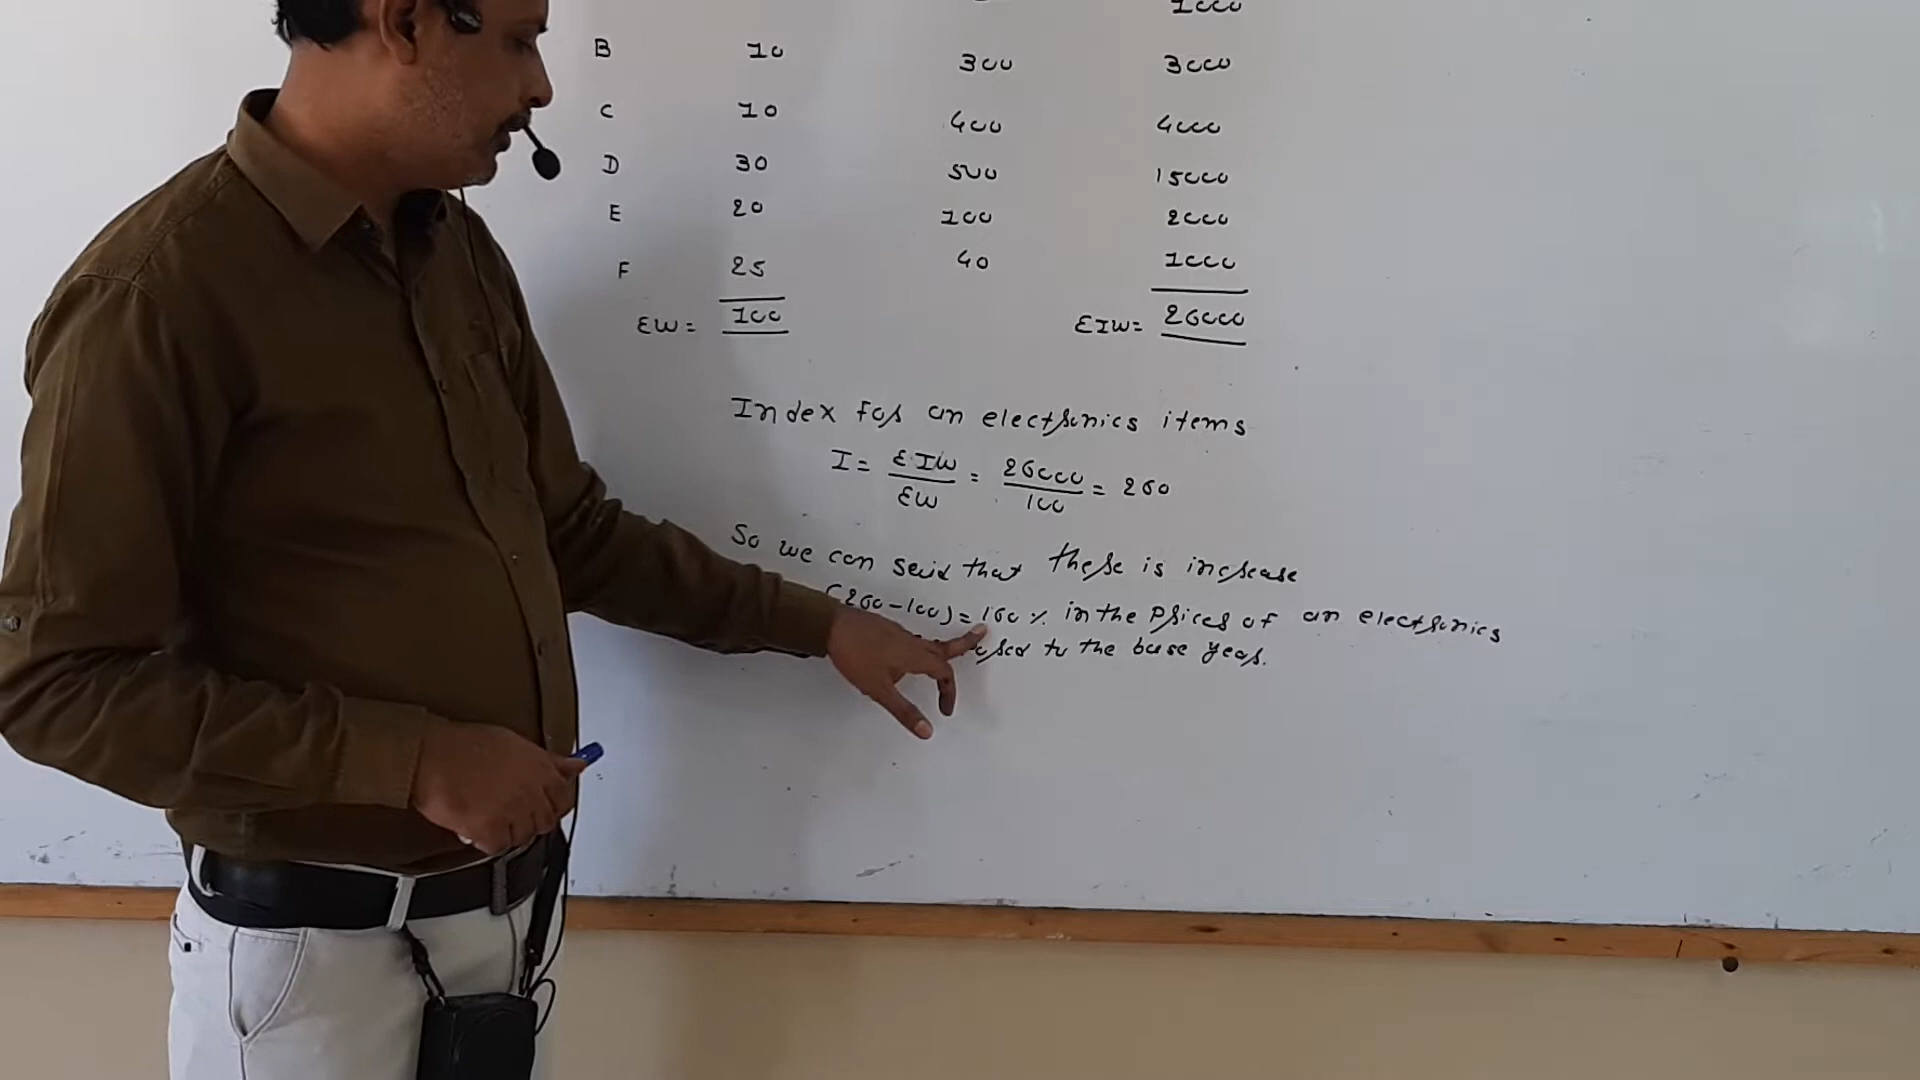 1000
B 10 300 3000
C 10 400 4000
D 30 500 15000
E 20 100 2000
F 25 40 1000
ΣW = 100 ΣIW = 26000
Index for an electronics items
I = ΣIW / ΣW = 26000 / 100 = 260
So we can said that there is increase
(260-100) = 160 % in the prices of an electronics
to the base year.